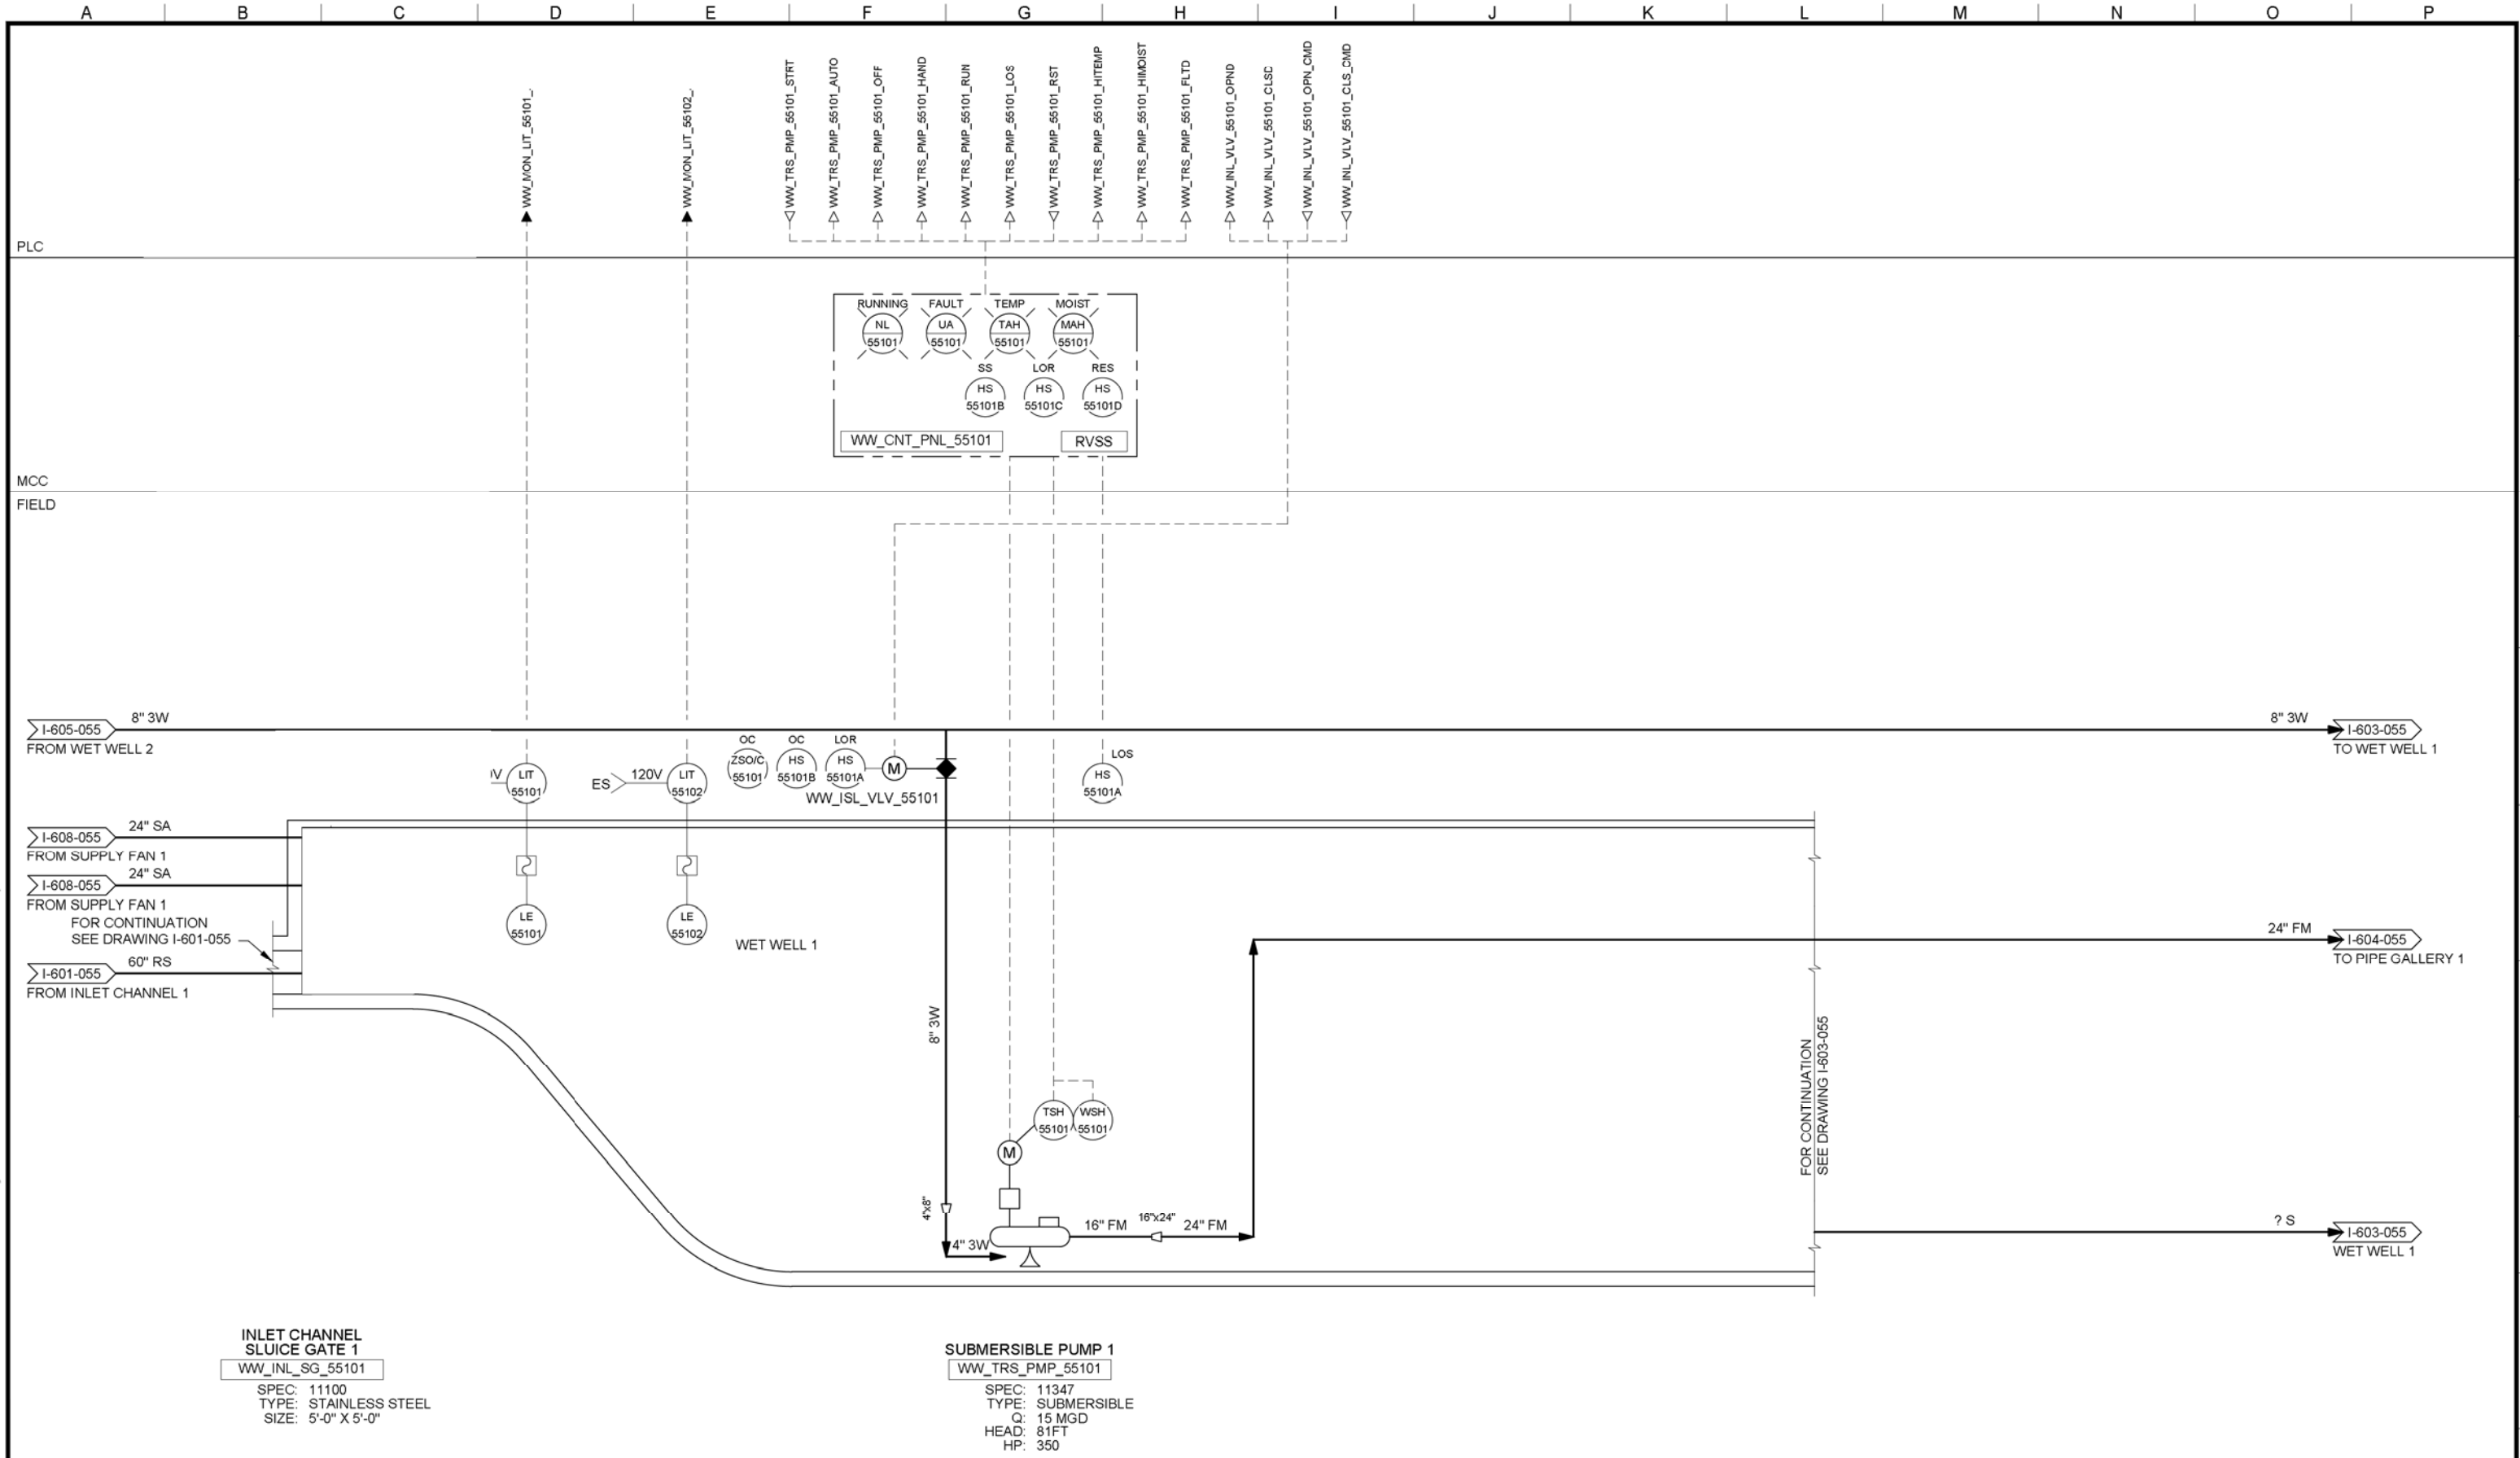 A B C D E F G H I J K L M N O P
WW_MON_LIT_55101_
WW_MON_LIT_55102_
WW_TRS_PMP_55101_STRT
WW_TRS_PMP_55101_AUTO
WW_TRS_PMP_55101_OFF
WW_TRS_PMP_55101_HAND
WW_TRS_PMP_55101_RUN
WW_TRS_PMP_55101_LOS
WW_TRS_PMP_55101_RST
WW_TRS_PMP_55101_HITEMP
WW_TRS_PMP_55101_HIMOIST
WW_TRS_PMP_55101_FLTD
WW_INL_VLV_55101_OPND
WW_INL_VLV_55101_CLSD
WW_INL_VLV_55101_OPN_CMD
WW_INL_VLV_55101_CLS_CMD
PLC
RUNNING FAULT TEMP MOIST
NL UA TAH MAH
55101 55101 55101 55101
SS LOR RES
HS HS HS
55101B 55101C 55101D
WW_CNT_PNL_55101 RVSS
MCC
FIELD
8" 3W
I-605-055
FROM WET WELL 2
8" 3W
I-603-055
TO WET WELL 1
OC OC LOR
ZSO/C HS HS M
55101 55101B 55101A
WW_ISL_VLV_55101
LOS
HS
55101A
V LIT
55101
ES 120V LIT
55102
24" SA
I-608-055
FROM SUPPLY FAN 1
24" SA
I-608-055
FROM SUPPLY FAN 1
FOR CONTINUATION
SEE DRAWING I-601-055
60" RS
I-601-055
FROM INLET CHANNEL 1
LE
55101
LE
55102
WET WELL 1
24" FM
I-604-055
TO PIPE GALLERY 1
8" 3W
FOR CONTINUATION
SEE DRAWING I-603-055
TSH WSH
55101 55101
M
4"x8"
4" 3W
16" FM 16"x24" 24" FM
? S
I-603-055
WET WELL 1
INLET CHANNEL
SLUICE GATE 1
WW_INL_SG_55101
SPEC: 11100
TYPE: STAINLESS STEEL
SIZE: 5'-0" X 5'-0"
SUBMERSIBLE PUMP 1
WW_TRS_PMP_55101
SPEC: 11347
TYPE: SUBMERSIBLE
Q: 15 MGD
HEAD: 81FT
HP: 350